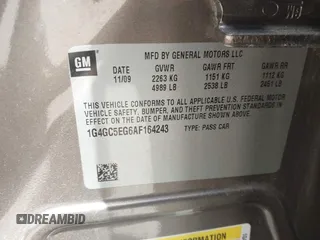 GM
MFD BY GENERAL MOTORS LLC
DATE GVWR GAWR FRT GAWR RR
11/09 2263 KG 1151 KG 1112 KG
4989 LB 2538 LB 2451 LB
THIS VEHICLE CONFORMS TO ALL APPLICABLE U.S. FEDERAL MOTOR
VEHICLE SAFETY, BUMPER, AND THEFT PREVENTION STANDARDS
IN EFFECT ON THE DATE OF MANUFACTURE SHOWN ABOVE.
1G4GC5EG6AF164243 TYPE: PASS CAR
DREAMBID
INFORMATION